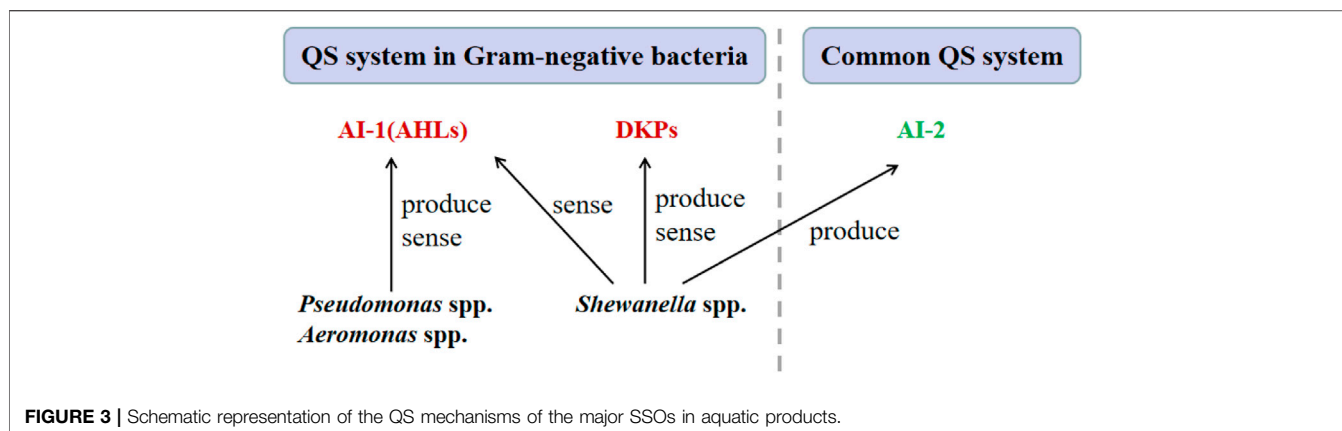 QS system in Gram-negative bacteria
Common QS system
AI-1(AHLs)
DKPs
AI-2
produce
sense
sense
produce
sense
produce
Pseudomonas spp.
Aeromonas spp.
Shewanella spp.
FIGURE 3 | Schematic representation of the QS mechanisms of the major SSOs in aquatic products.